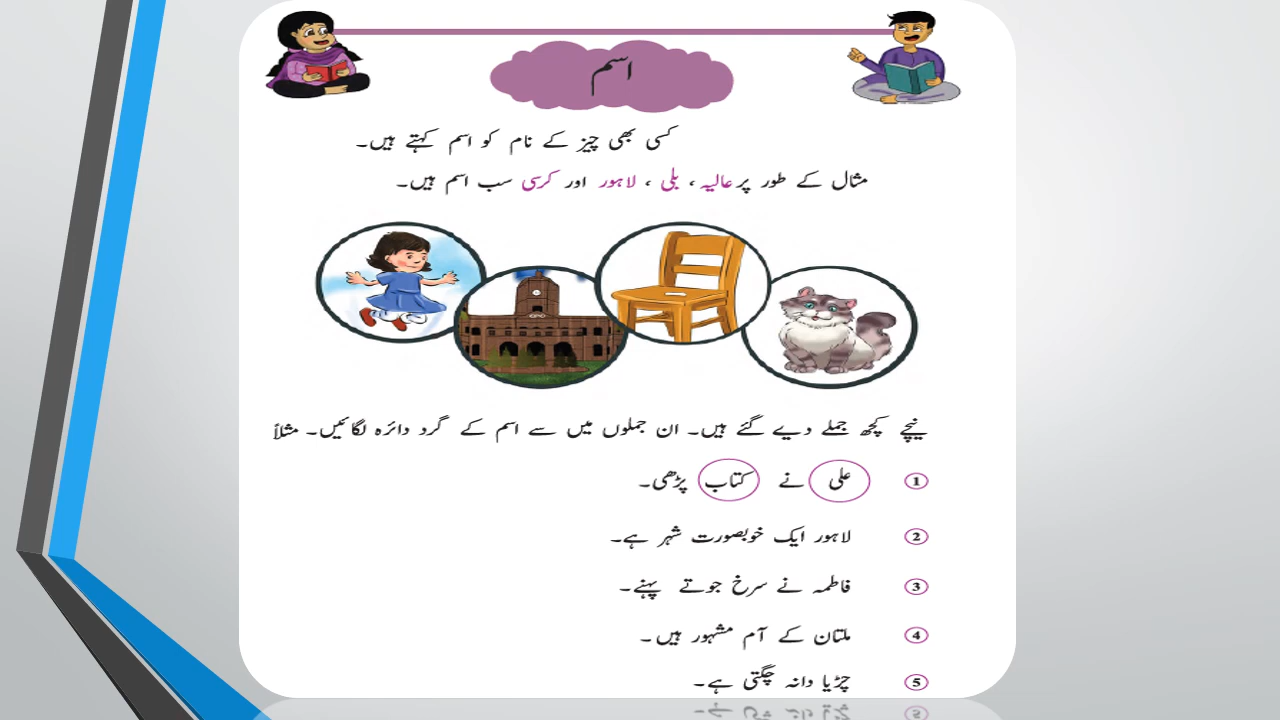 اسم
کسی بھی چیز کے نام کو اسم کہتے ہیں۔
مثال کے طور پر عالیہ ، بلی ، لاہور اور کرسی سب اسم ہیں۔
نیچے کچھ جملے دیے گئے ہیں۔ ان جملوں میں سے اسم کے گرد دائرہ لگائیں۔ مثلاً
1 علی نے کتاب پڑھی۔
2 لاہور ایک خوبصورت شہر ہے۔
3 فاطمہ نے سرخ جوتے پہنے۔
4 ملتان کے آم مشہور ہیں۔
5 چڑیا دانہ چگتی ہے۔